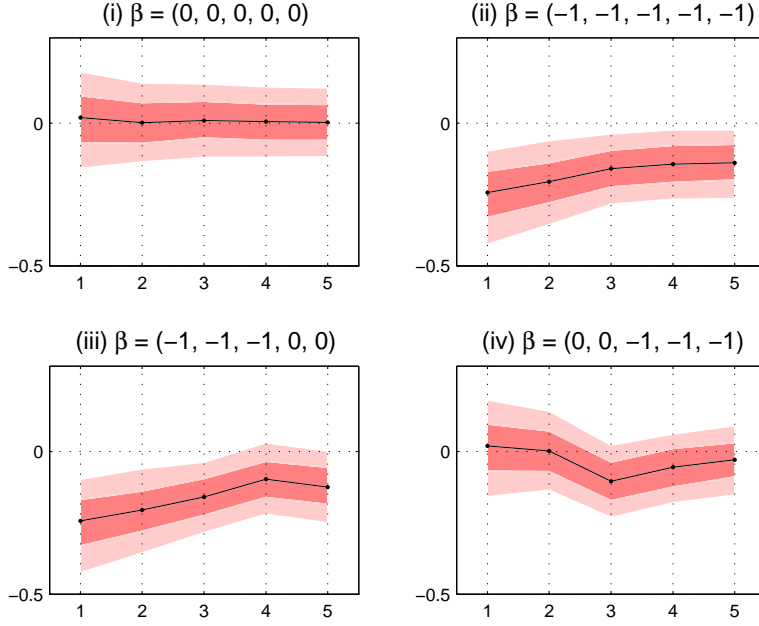 (i) β = (0, 0, 0, 0, 0)
0
−0.5
1 2 3 4 5
(ii) β = (−1, −1, −1, −1, −1)
0
−0.5
1 2 3 4 5
(iii) β = (−1, −1, −1, 0, 0)
0
−0.5
1 2 3 4 5
(iv) β = (0, 0, −1, −1, −1)
0
−0.5
1 2 3 4 5